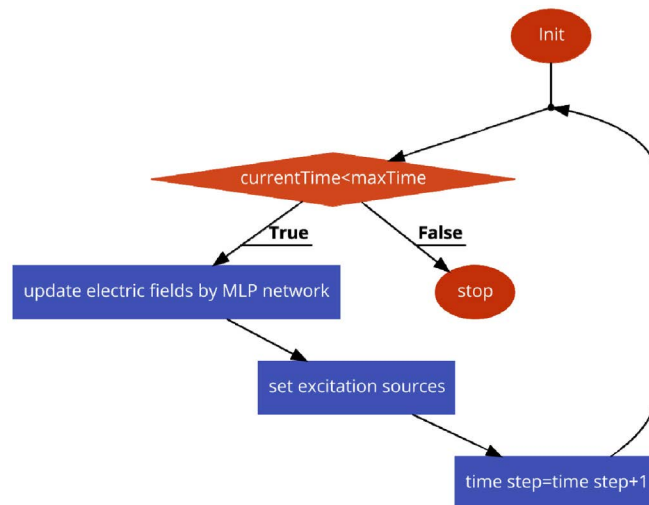 Init
currentTime<maxTime
True
False
update electric fields by MLP network
stop
set excitation sources
time step=time step+1